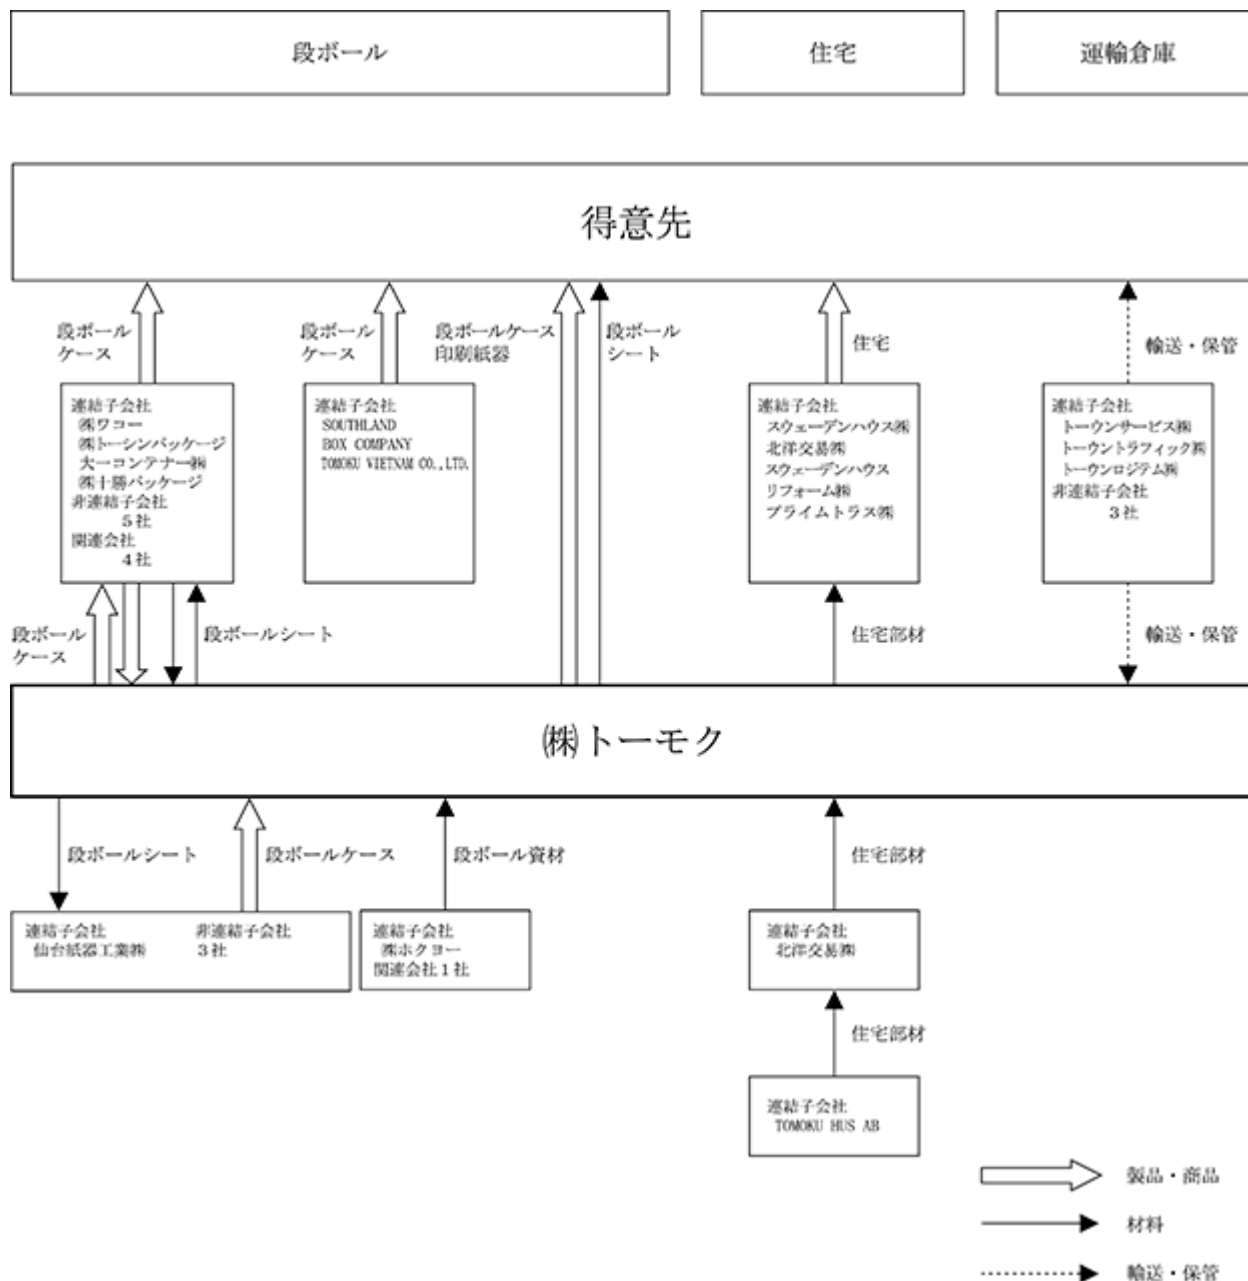 段ボール
住宅
運輸倉庫
得意先
段ボール
ケース
段ボール
ケース
段ボールケース
印刷紙器
段ボール
シート
住宅
輸送・保管
連結子会社
㈱ワコー
㈱トーシンパッケージ
大一コンテナー㈱
㈱十勝パッケージ
非連結子会社
5社
関連会社
4社
連結子会社
SOUTHLAND
BOX COMPANY
TOMOKU VIETNAM CO.,LTD.
連結子会社
スウェーデンハウス㈱
北洋交易㈱
スウェーデンハウス
リフォーム㈱
プライムトラス㈱
連結子会社
トーウンサービス㈱
トーウントラフィック㈱
トーウンロジテム㈱
非連結子会社
3社
段ボール
ケース
段ボールシート
住宅部材
輸送・保管
㈱トーモク
段ボールシート
段ボールケース
段ボール資材
住宅部材
連結子会社
仙台紙器工業㈱
非連結子会社
3社
連結子会社
㈱ホクヨー
関連会社1社
連結子会社
北洋交易㈱
住宅部材
連結子会社
TOMOKU HUS AB
製品・商品
材料
輸送・保管